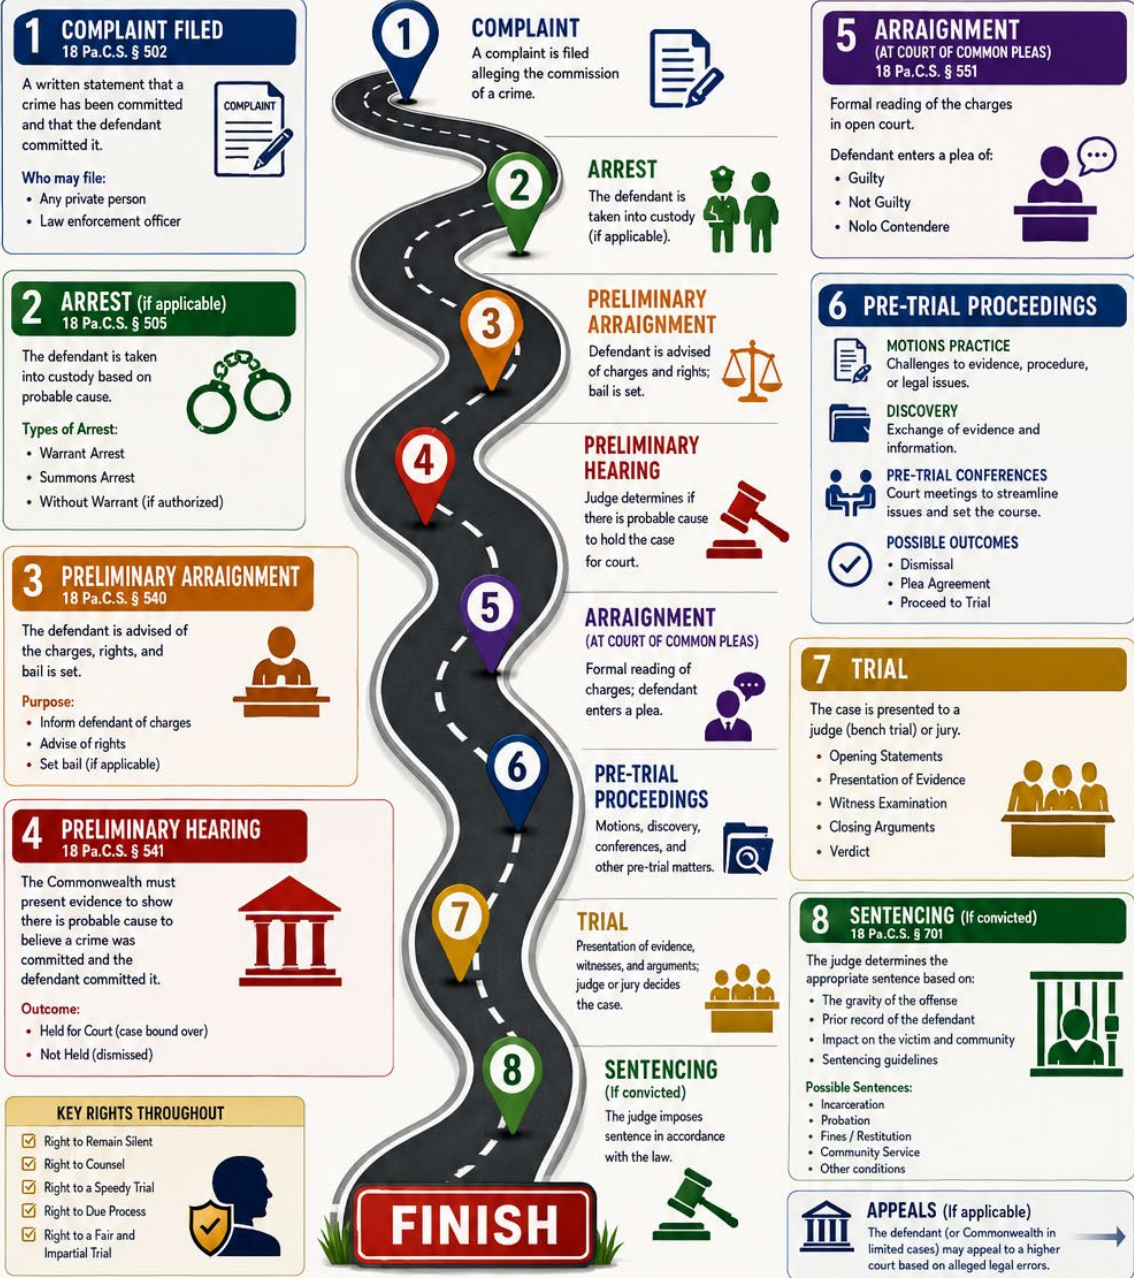 1 COMPLAINT FILED
18 Pa.C.S. § 502
A written statement that a
crime has been committed
and that the defendant
committed it.
COMPLAINT
Who may file:
• Any private person
• Law enforcement officer
2 ARREST (if applicable)
18 Pa.C.S. § 505
The defendant is taken
into custody based on
probable cause.
Types of Arrest:
• Warrant Arrest
• Summons Arrest
• Without Warrant (if authorized)
3 PRELIMINARY ARRAIGNMENT
18 Pa.C.S. § 540
The defendant is advised of
the charges, rights, and
bail is set.
Purpose:
• Inform defendant of charges
• Advise of rights
• Set bail (if applicable)
4 PRELIMINARY HEARING
18 Pa.C.S. § 541
The Commonwealth must
present evidence to show
there is probable cause to
believe a crime was
committed and the
defendant committed it.
Outcome:
• Held for Court (case bound over)
• Not Held (dismissed)
KEY RIGHTS THROUGHOUT
Right to Remain Silent
Right to Counsel
Right to a Speedy Trial
Right to Due Process
Right to a Fair and
Impartial Trial
1
COMPLAINT
A complaint is filed
alleging the commission
of a crime.
2
ARREST
The defendant is
taken into custody
(if applicable).
3
PRELIMINARY
ARRAIGNMENT
Defendant is advised
of charges and rights;
bail is set.
4
PRELIMINARY
HEARING
Judge determines if
there is probable cause
to hold the case
for court.
5
ARRAIGNMENT
(AT COURT OF COMMON PLEAS)
Formal reading of
charges; defendant
enters a plea.
6
PRE-TRIAL
PROCEEDINGS
Motions, discovery,
conferences, and
other pre-trial matters.
7
TRIAL
Presentation of evidence,
witnesses, and arguments;
judge or jury decides
the case.
8
SENTENCING
(If convicted)
The judge imposes
sentence in accordance
with the law.
FINISH
5 ARRAIGNMENT
(AT COURT OF COMMON PLEAS)
18 Pa.C.S. § 551
Formal reading of the charges
in open court.
Defendant enters a plea of:
• Guilty
• Not Guilty
• Nolo Contendere
6 PRE-TRIAL PROCEEDINGS
MOTIONS PRACTICE
Challenges to evidence, procedure,
or legal issues.
DISCOVERY
Exchange of evidence and
information.
PRE-TRIAL CONFERENCES
Court meetings to streamline
issues and set the course.
POSSIBLE OUTCOMES
• Dismissal
• Plea Agreement
• Proceed to Trial
7 TRIAL
The case is presented to a
judge (bench trial) or jury.
• Opening Statements
• Presentation of Evidence
• Witness Examination
• Closing Arguments
• Verdict
8 SENTENCING (If convicted)
18 Pa.C.S. § 701
The judge determines the
appropriate sentence based on:
• The gravity of the offense
• Prior record of the defendant
• Impact on the victim and community
• Sentencing guidelines
Possible Sentences:
• Incarceration
• Probation
• Fines / Restitution
• Community Service
• Other conditions
APPEALS (If applicable)
The defendant (or Commonwealth in
limited cases) may appeal to a higher
court based on alleged legal errors.